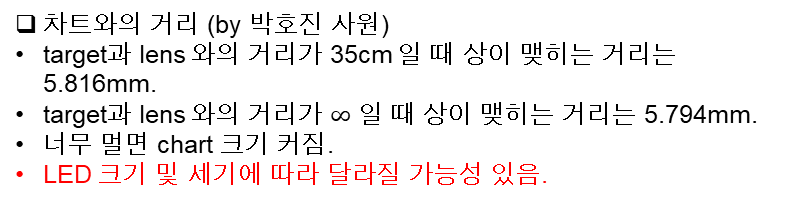 ❑ 차트와의 거리 (by 박호진 사원)
• target과 lens 와의 거리가 35cm 일 때 상이 맺히는 거리는
5.816mm.
• target과 lens 와의 거리가 ∞ 일 때 상이 맺히는 거리는 5.794mm.
• 너무 멀면 chart 크기 커짐.
• LED 크기 및 세기에 따라 달라질 가능성 있음.